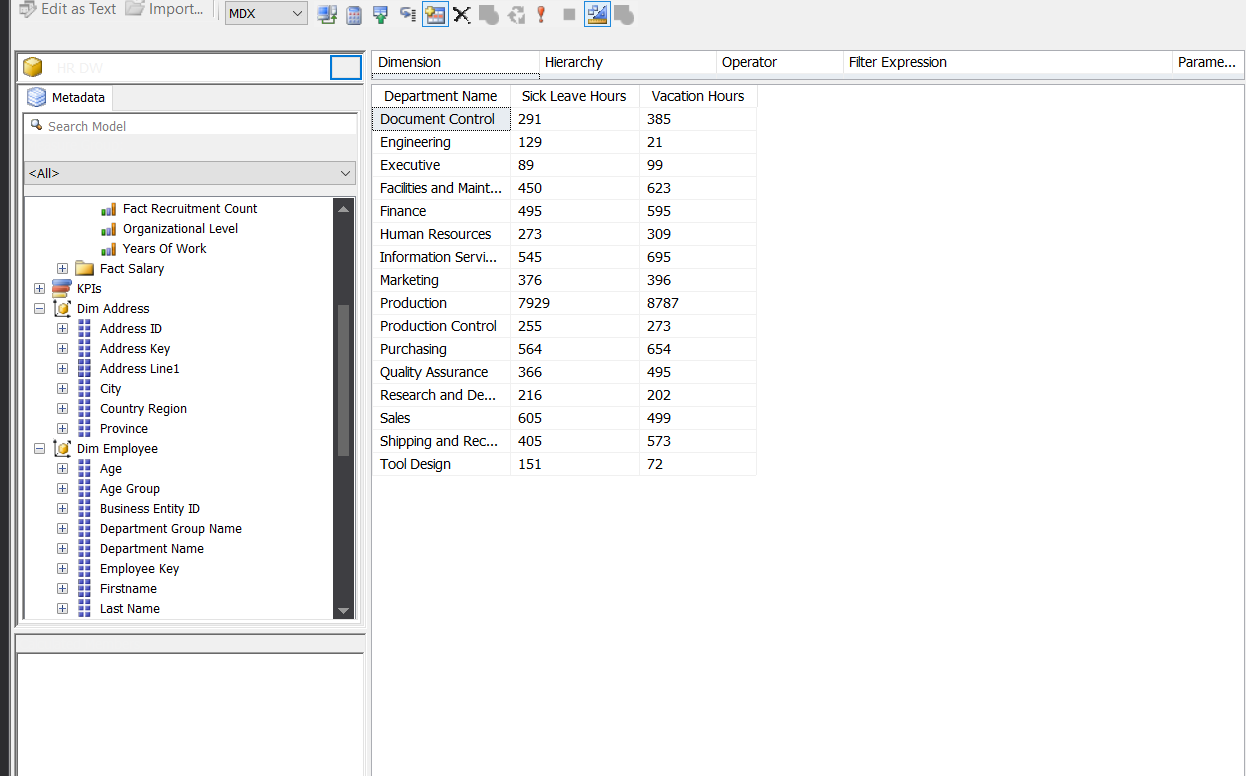 Edit as Text Import... MDX
HR DW
Metadata
Search Model
<All>
Fact Recruitment Count
Organizational Level
Years Of Work
Fact Salary
KPIs
Dim Address
Address ID
Address Key
Address Line1
City
Country Region
Province
Dim Employee
Age
Age Group
Business Entity ID
Department Group Name
Department Name
Employee Key
Firstname
Last Name
Dimension Hierarchy Operator Filter Expression Parame...
Department Name Sick Leave Hours Vacation Hours
Document Control 291 385
Engineering 129 21
Executive 89 99
Facilities and Maint... 450 623
Finance 495 595
Human Resources 273 309
Information Servi... 545 695
Marketing 376 396
Production 7929 8787
Production Control 255 273
Purchasing 564 654
Quality Assurance 366 495
Research and De... 216 202
Sales 605 499
Shipping and Rec... 405 573
Tool Design 151 72